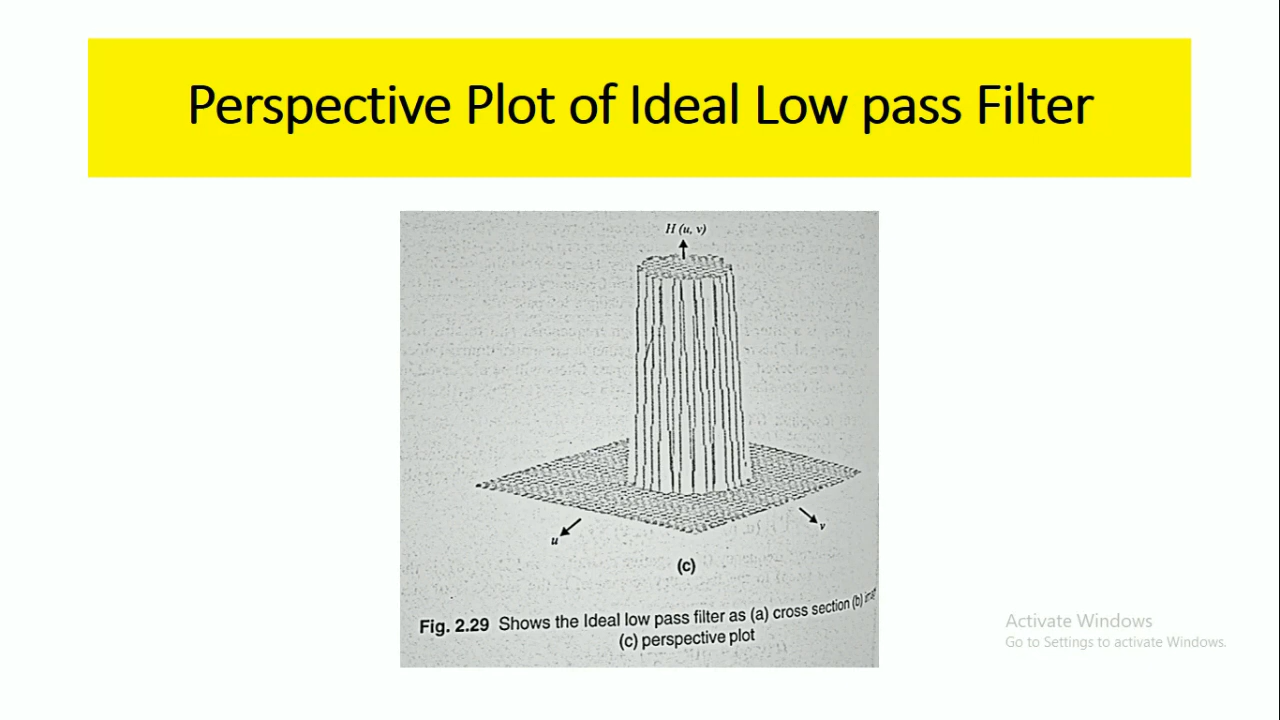 Perspective Plot of Ideal Low pass Filter
H (u, v)
u
v
(c)
Fig. 2.29 Shows the Ideal low pass filter as (a) cross section (b)
(c) perspective plot
Activate Windows
Go to Settings to activate Windows.